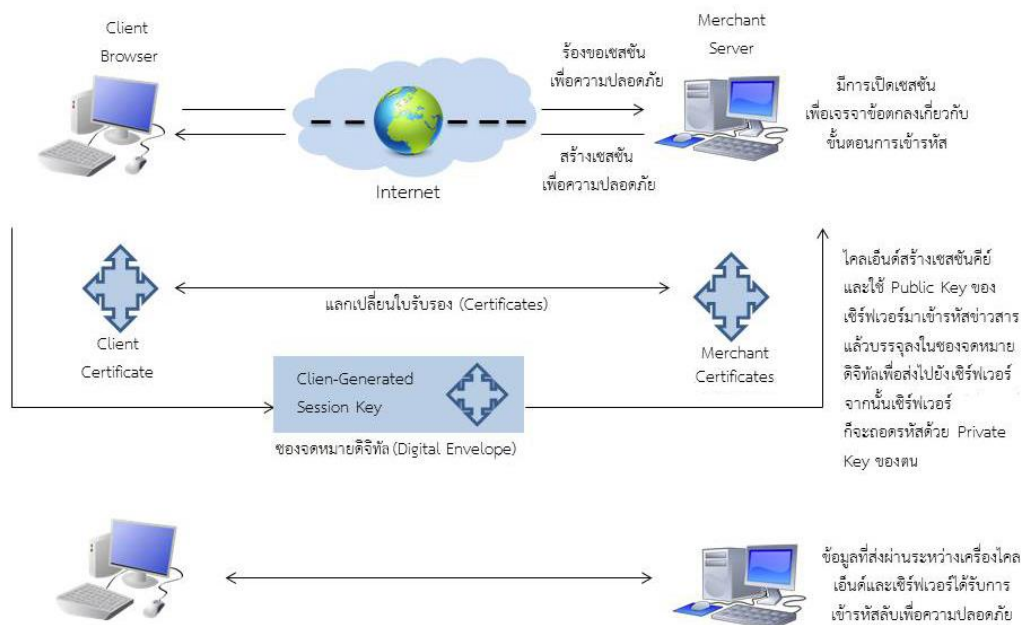 Client
Browser
ร้องขอเซสชัน
เพื่อความปลอดภัย
Merchant
Server
มีการเปิดเซสชัน
เพื่อเจรจาข้อตกลงเกี่ยวกับ
ขั้นตอนการเข้ารหัส
Internet
สร้างเซสชัน
เพื่อความปลอดภัย
แลกเปลี่ยนใบรับรอง (Certificates)
Client
Certificate
Merchant
Certificates
ไคลเอ็นด์สร้างเซสชันคีย์
และใช้ Public Key ของ
เซิร์ฟเวอร์มาเข้ารหัสข่าวสาร
แล้วบรรจุลงในซองจดหมาย
ดิจิทัลเพื่อส่งไปยังเซิร์ฟเวอร์
จากนั้นเซิร์ฟเวอร์
ก็จะถอดรหัสด้วย Private
Key ของตน
Clien-Generated
Session Key
ซองจดหมายดิจิทัล (Digital Envelope)
ข้อมูลที่ส่งผ่านระหว่างเครื่องไคล
เอ็นด์และเซิร์ฟเวอร์ได้รับการ
เข้ารหัสลับเพื่อความปลอดภัย